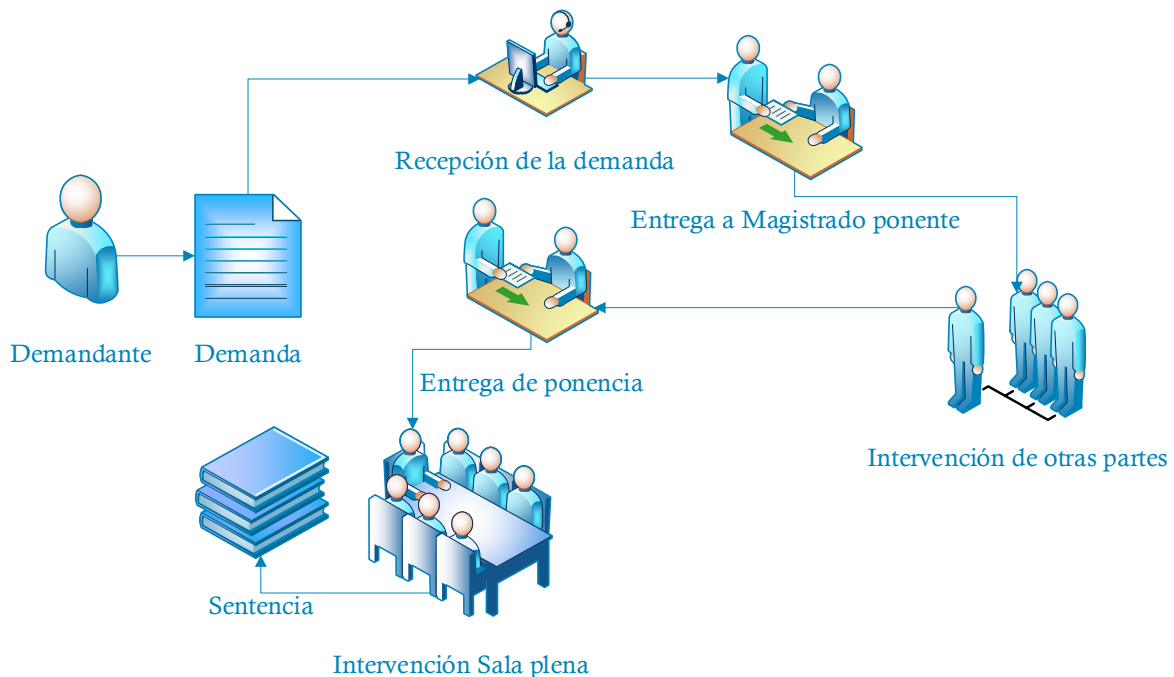 Recepción de la demanda
Entrega a Magistrado ponente
Demandante
Demanda
Entrega de ponencia
Intervención de otras partes
Sentencia
Intervención Sala plena